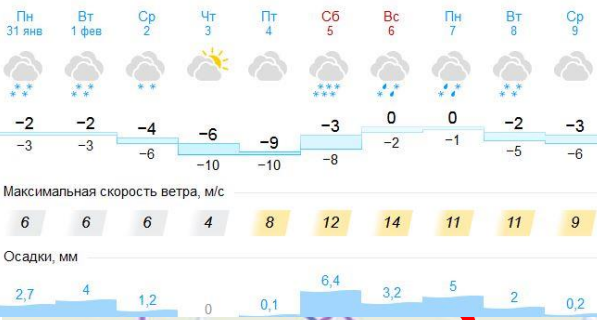 Пн Вт Ср Чт Пт Сб Вс Пн Вт Ср
31 янв 1 фев 2 3 4 5 6 7 8 9
−2 −2 −4 −6 −9 −3 0 0 −2 −3
−3 −3 −6 −10 −10 −8 −2 −1 −5 −6
Максимальная скорость ветра, м/с
6 6 6 4 8 12 14 11 11 9
Осадки, мм
2,7 4 1,2 0 0,1 6,4 3,2 5 2 0,2